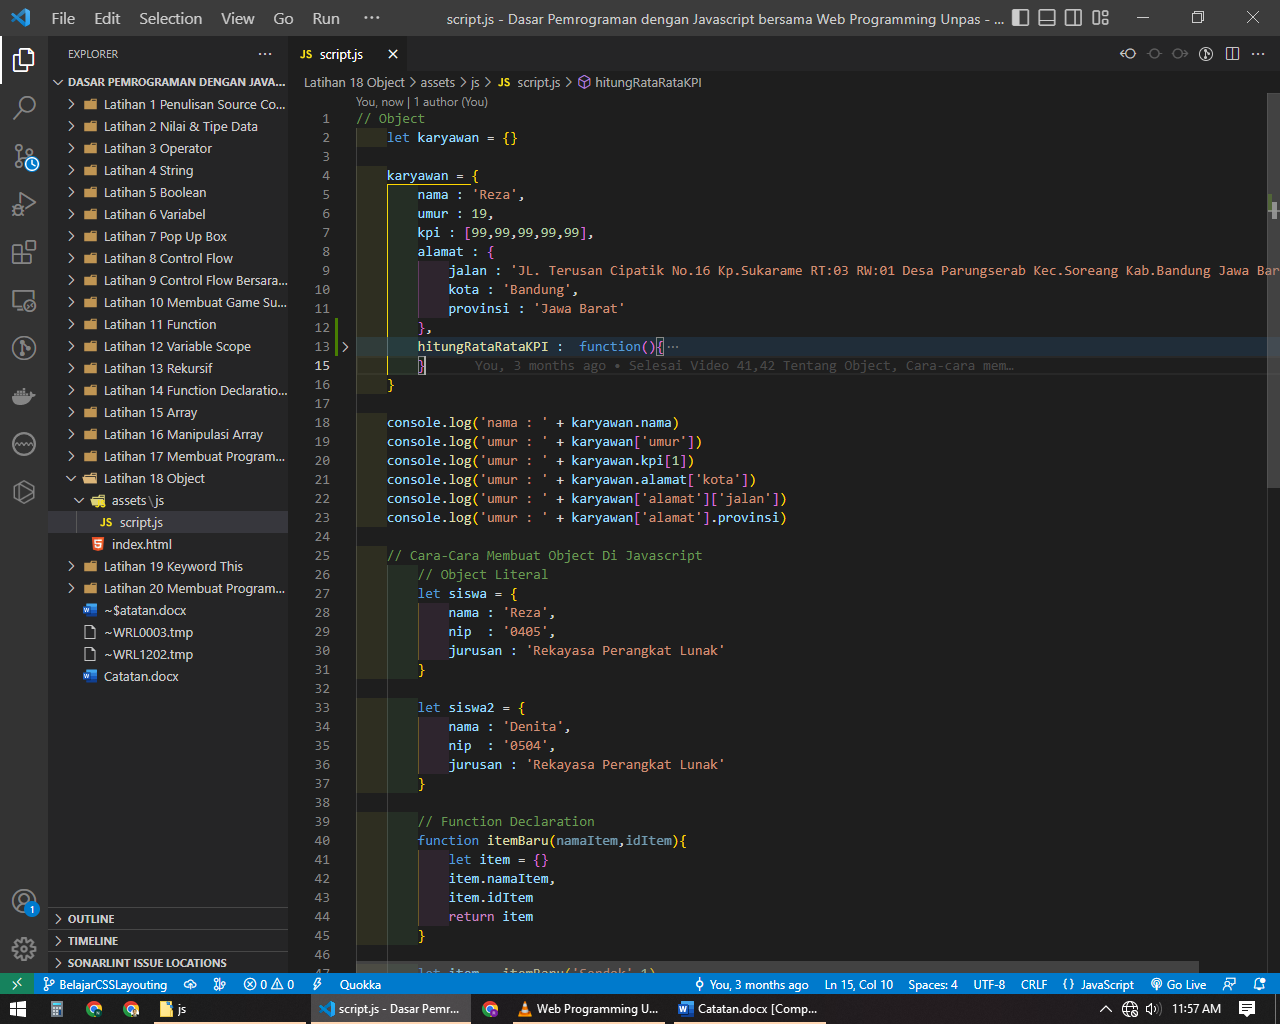 File Edit Selection View Go Run ··· script.js - Dasar Pemrograman dengan Javascript bersama Web Programming Unpas - ...
EXPLORER ···
DASAR PEMROGRAMAN DENGAN JAVA...
Latihan 1 Penulisan Source Co...
Latihan 2 Nilai & Tipe Data
Latihan 3 Operator
Latihan 4 String
Latihan 5 Boolean
Latihan 6 Variabel
Latihan 7 Pop Up Box
Latihan 8 Control Flow
Latihan 9 Control Flow Bersara...
Latihan 10 Membuat Game Su...
Latihan 11 Function
Latihan 12 Variable Scope
Latihan 13 Rekursif
Latihan 14 Function Declaratio...
Latihan 15 Array
Latihan 16 Manipulasi Array
Latihan 17 Membuat Program...
Latihan 18 Object
assets\js
JS script.js
index.html
Latihan 19 Keyword This
Latihan 20 Membuat Program...
~$atatan.docx
~WRL0003.tmp
~WRL1202.tmp
Catatan.docx
OUTLINE
TIMELINE
SONARLINT ISSUE LOCATIONS
JS script.js
Latihan 18 Object > assets > js > JS script.js > hitungRataRataKPI
You, now | 1 author (You)
1 // Object
2 let karyawan = {}
3
4 karyawan = {
5 nama : 'Reza',
6 umur : 19,
7 kpi : [99,99,99,99,99],
8 alamat : {
9 jalan : 'JL. Terusan Cipatik No.16 Kp.Sukarame RT:03 RW:01 Desa Parungserab Kec.Soreang Kab.Bandung Jawa Bar
10 kota : 'Bandung',
11 provinsi : 'Jawa Barat'
12 },
13 hitungRataRataKPI :  function(){ ···
15 } You, 3 months ago • Selesai Video 41,42 Tentang Object, Cara-cara mem…
16 }
17
18 console.log('nama : ' + karyawan.nama)
19 console.log('umur : ' + karyawan['umur'])
20 console.log('umur : ' + karyawan.kpi[1])
21 console.log('umur : ' + karyawan.alamat['kota'])
22 console.log('umur : ' + karyawan['alamat']['jalan'])
23 console.log('umur : ' + karyawan['alamat'].provinsi)
24
25 // Cara-Cara Membuat Object Di Javascript
26 // Object Literal
27 let siswa = {
28 nama : 'Reza',
29 nip  : '0405',
30 jurusan : 'Rekayasa Perangkat Lunak'
31 }
32
33 let siswa2 = {
34 nama : 'Denita',
35 nip  : '0504',
36 jurusan : 'Rekayasa Perangkat Lunak'
37 }
38
39 // Function Declaration
40 function itemBaru(namaItem,idItem){
41 let item = {}
42 item.namaItem,
43 item.idItem
44 return item
45 }
46
47 let item = itemBaru('Sendok',1)
1
BelajarCSSLayouting 0 0 Quokka You, 3 months ago Ln 15, Col 10 Spaces: 4 UTF-8 CRLF { } JavaScript Go Live
js script.js - Dasar Pemr... Web Programming U... Catatan.docx [Comp... 11:57 AM